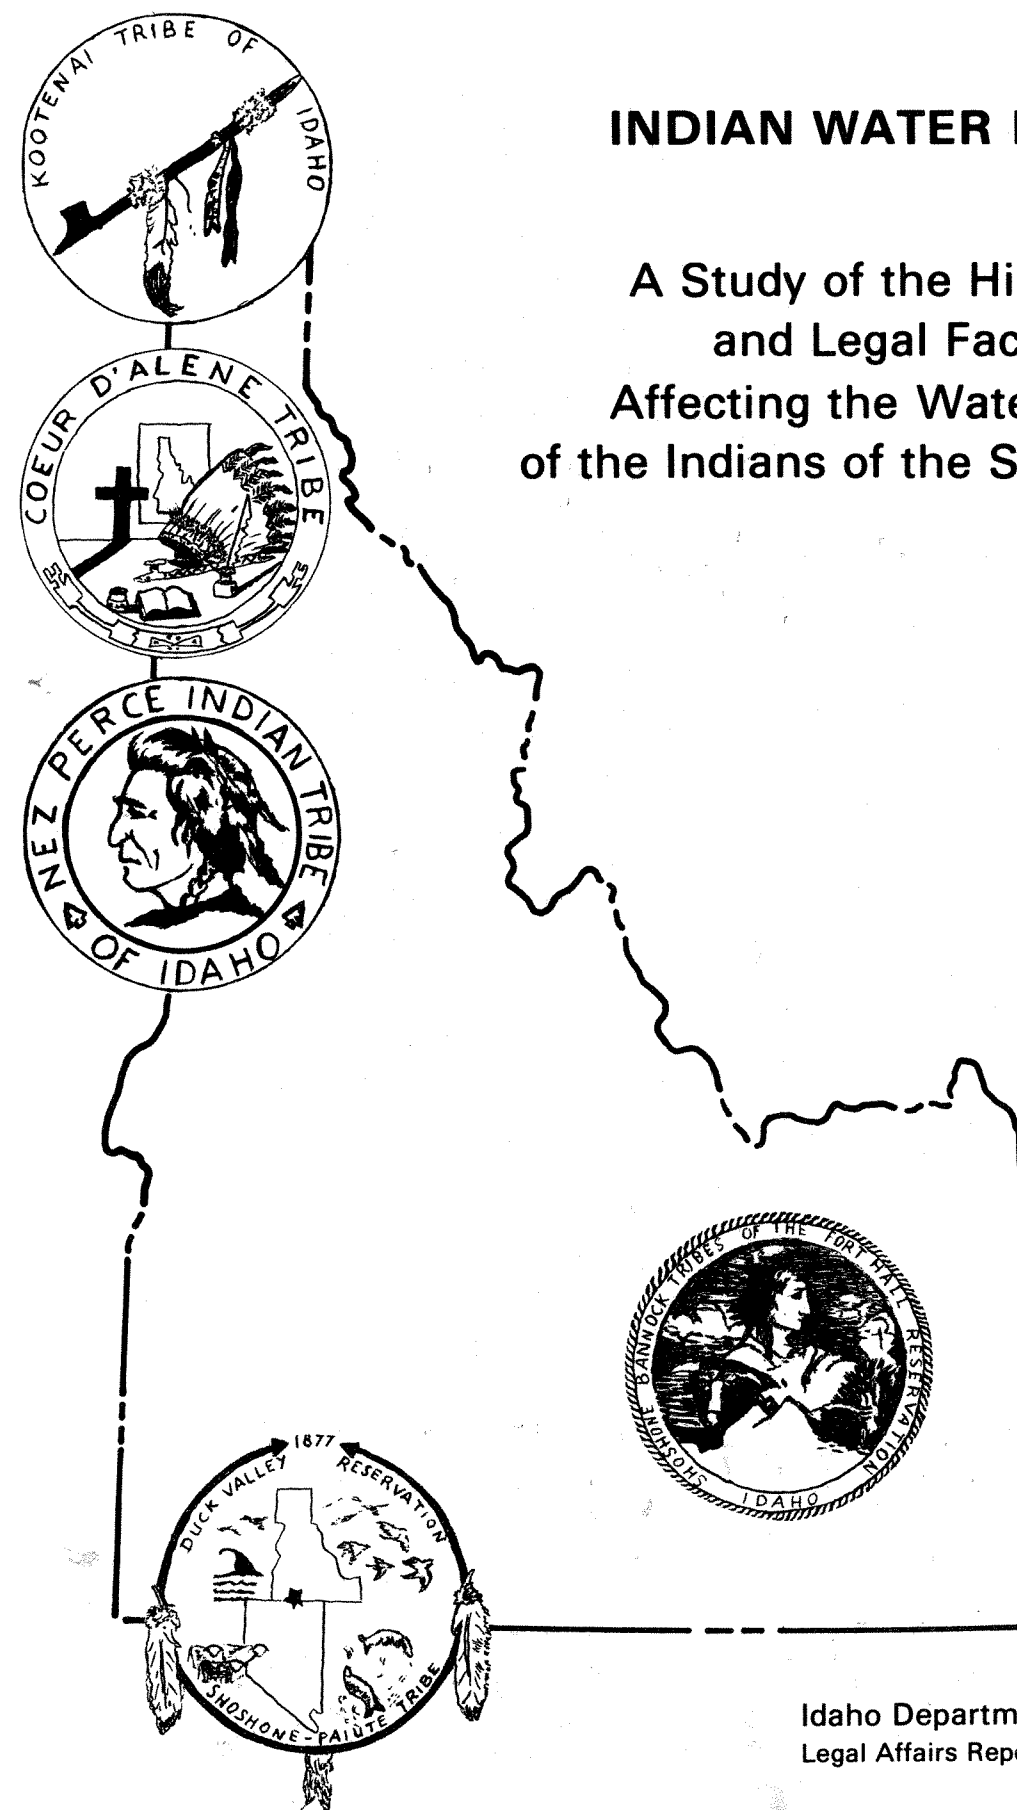 KOOTENAI TRIBE OF IDAHO
INDIAN WATER
A Study of the Hi
and Legal Fac
Affecting the Wate
of the Indians of the S
COEUR D'ALENE TRIBE
NEZ PERCE INDIAN TRIBE
OF IDAHO
SHOSHONE BANNOCK TRIBES OF THE FORT HALL RESERVATION
IDAHO
1877
DUCK VALLEY RESERVATION
SHOSHONE-PAIUTE TRIBE
Idaho Departm
Legal Affairs Repo